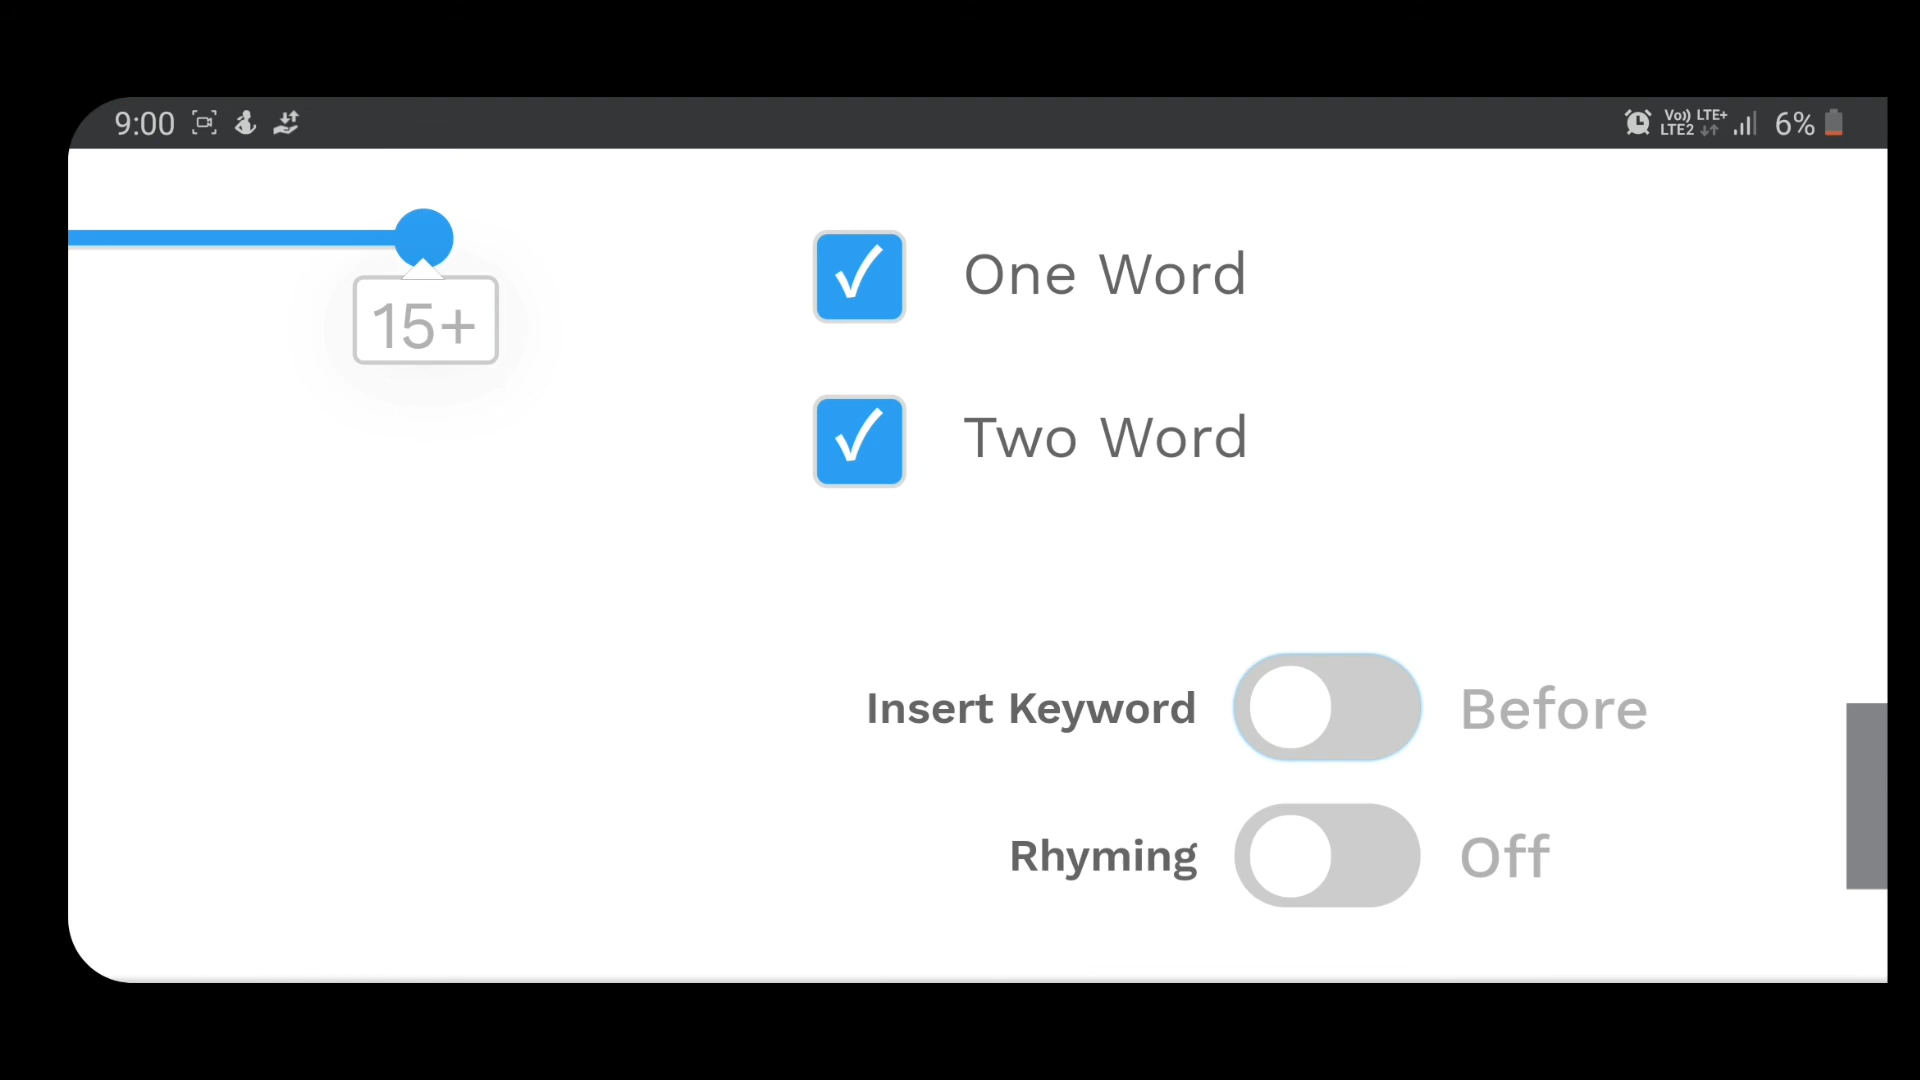 9:00
Vo)) LTE+
LTE2
6%
One Word
15+
Two Word
Insert Keyword Before
Rhyming Off